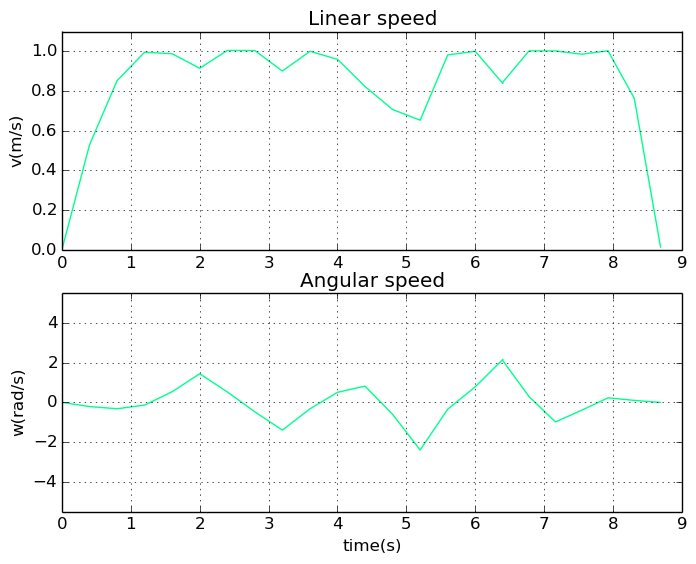 Linear speed
1.0
0.8
0.6
0.4
0.2
0.0
v(m/s)
0 1 2 3 4 5 6 7 8 9
Angular speed
4
2
0
−2
−4
w(rad/s)
0 1 2 3 4 5 6 7 8 9
time(s)